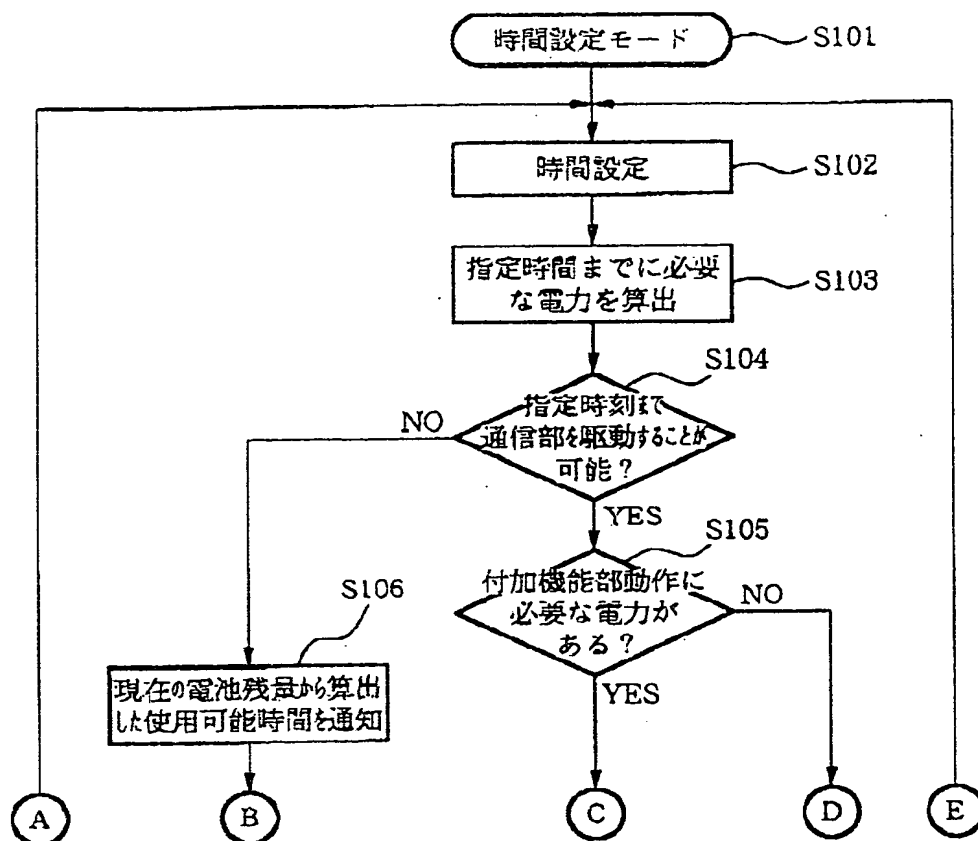 時間設定モード
S101
時間設定
S102
指定時間までに必要
な電力を算出
S103
S104
指定時刻まで
通信部を駆動することが
可能?
NO
YES
S105
付加機能部動作に
必要な電力が
ある?
NO
YES
S106
現在の電池残量から算出
した使用可能時間を通知
A
B
C
D
E